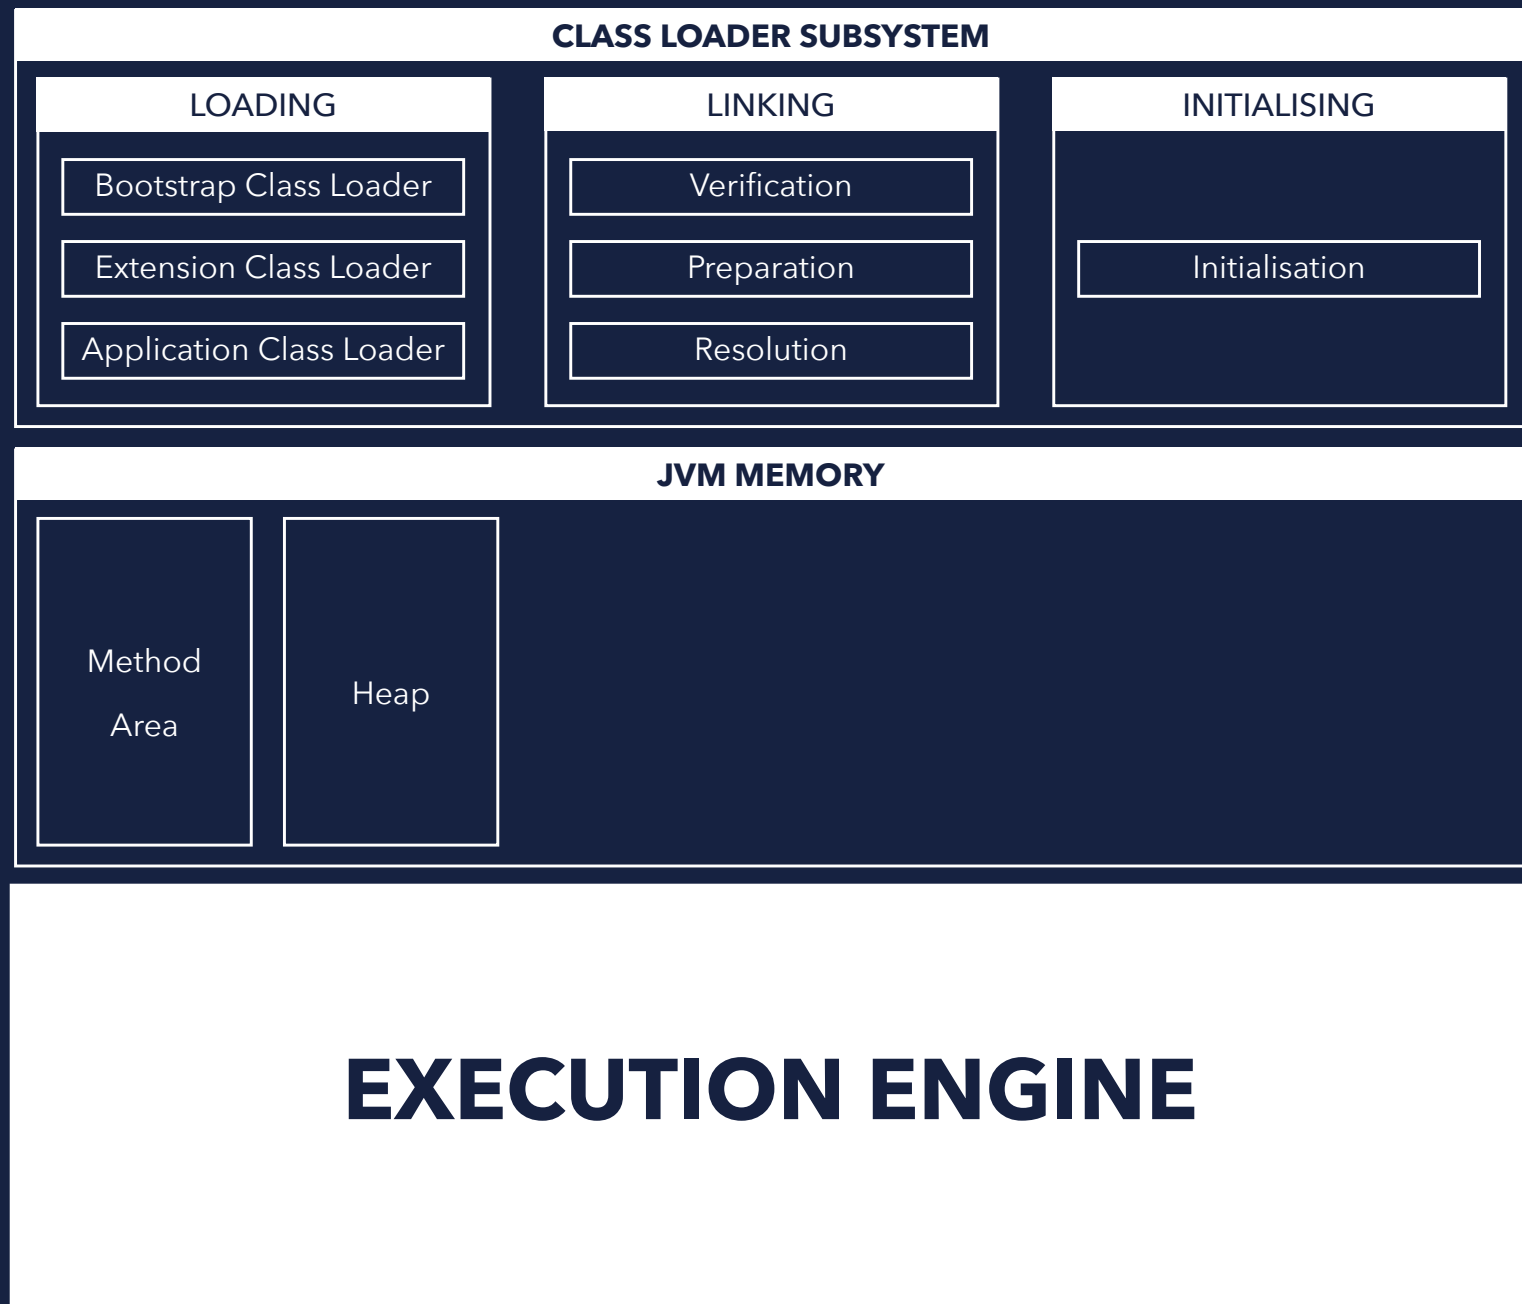 CLASS LOADER SUBSYSTEM
LOADING
Bootstrap Class Loader
Extension Class Loader
Application Class Loader
LINKING
Verification
Preparation
Resolution
INITIALISING
Initialisation
JVM MEMORY
Method
Area
Heap
EXECUTION ENGINE